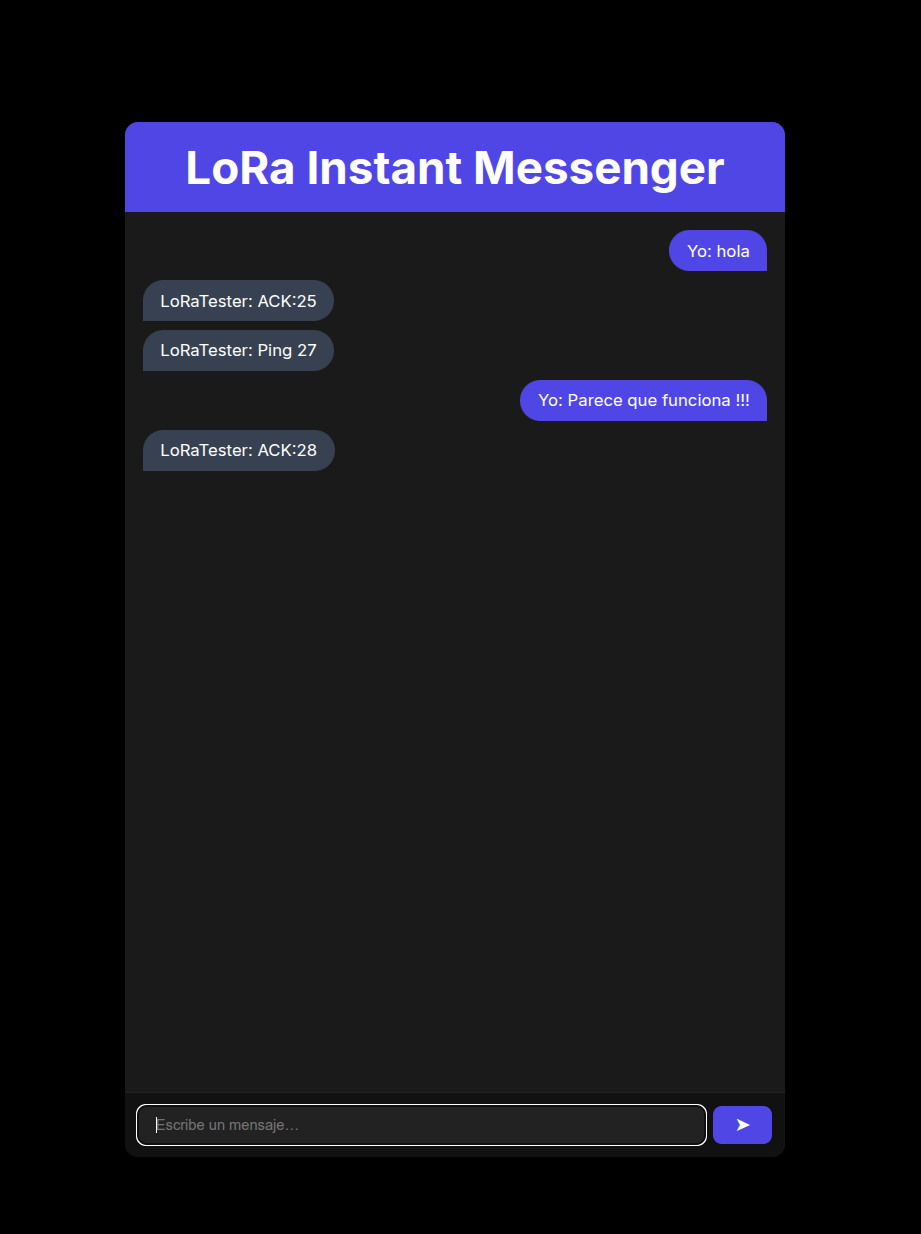 LoRa Instant Messenger
Yo: hola
LoRaTester: ACK:25
LoRaTester: Ping 27
Yo: Parece que funciona !!!
LoRaTester: ACK:28
Escribe un mensaje…